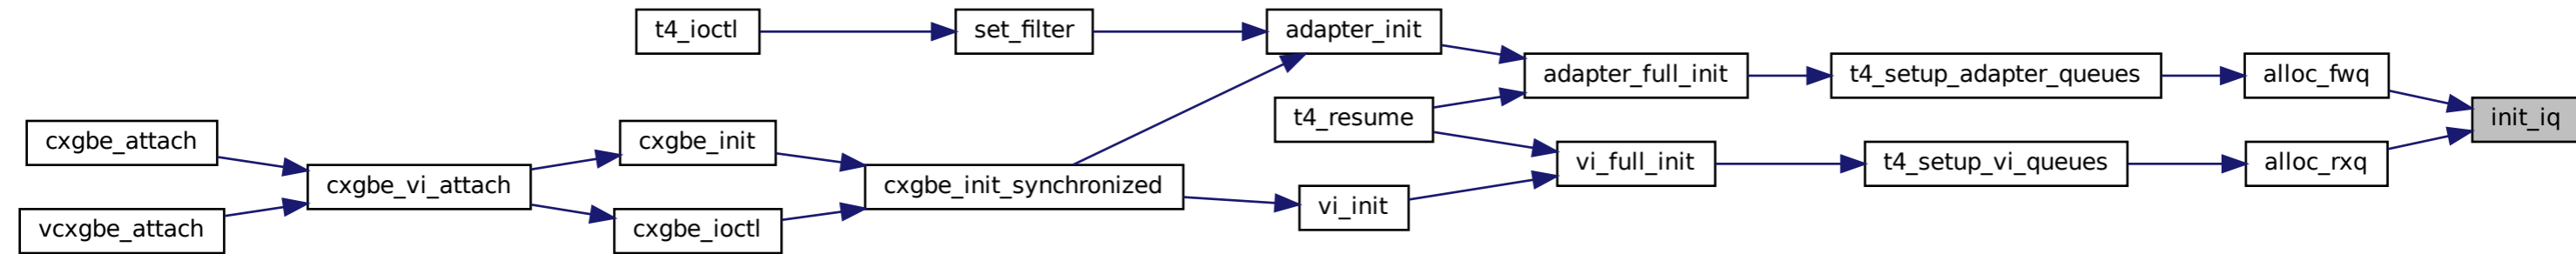 t4_ioctl
set_filter
adapter_init
adapter_full_init
t4_setup_adapter_queues
alloc_fwq
init_iq
t4_resume
cxgbe_attach
cxgbe_init
vi_full_init
t4_setup_vi_queues
alloc_rxq
cxgbe_vi_attach
cxgbe_init_synchronized
vi_init
vcxgbe_attach
cxgbe_ioctl